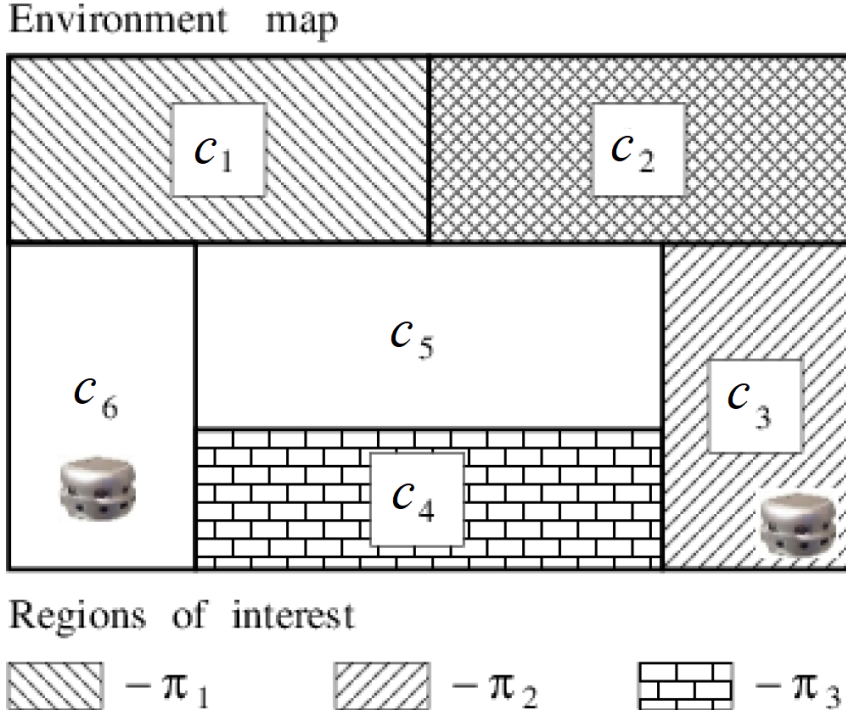 Environment map
c₁
c₂
c₅
c₆
c₃
c₄
Regions of interest
– π₁ – π₂ – π₃